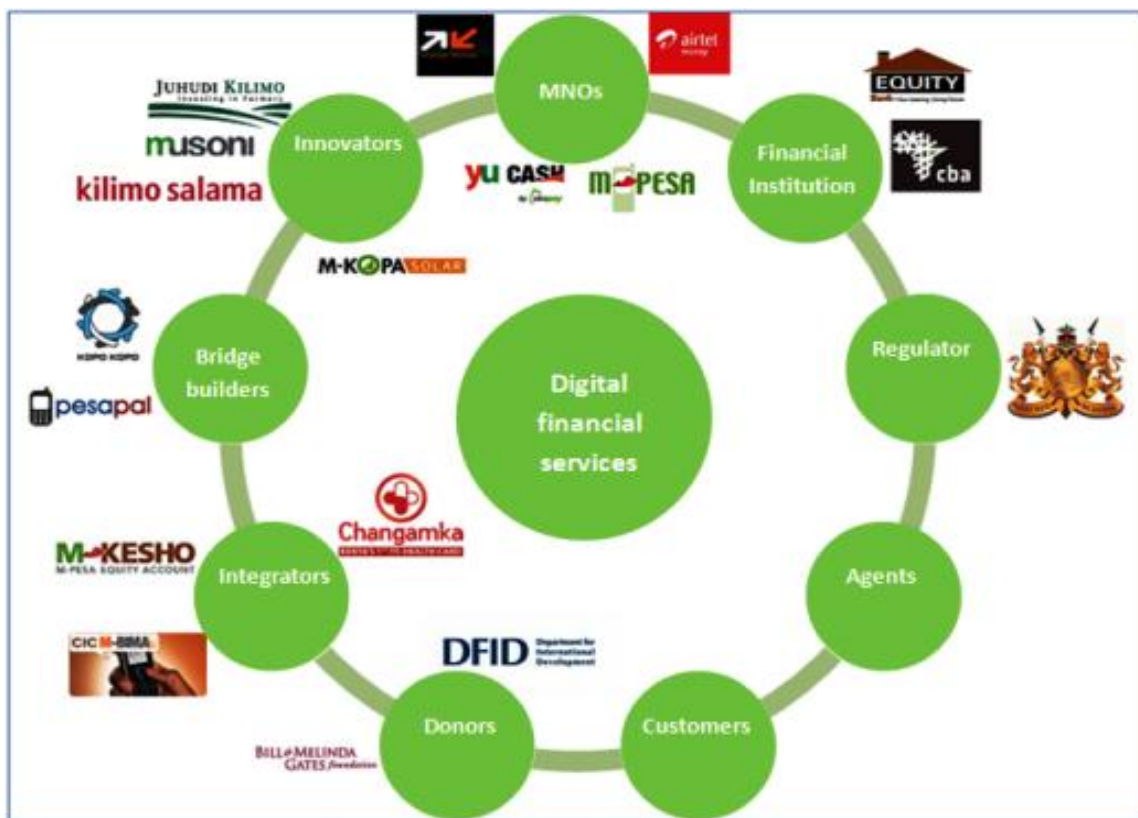 MNOs
airtel
money
EQUITY
Bank
cba
Financial
Institution
Regulator
Agents
Customers
Donors
DFID
Department for
International
Development
BILL & MELINDA
GATES foundation
Integrators
M-KESHO
M-PESA EQUITY ACCOUNT
CIC M-BIMA
Changamka
Bridge
builders
KOPO KOPO
pesapal
Innovators
JUHUDI KILIMO
Investing in Farmers
musoni
kilimo salama
M-KOPA SOLAR
yu CASH
M-PESA
Digital
financial
services